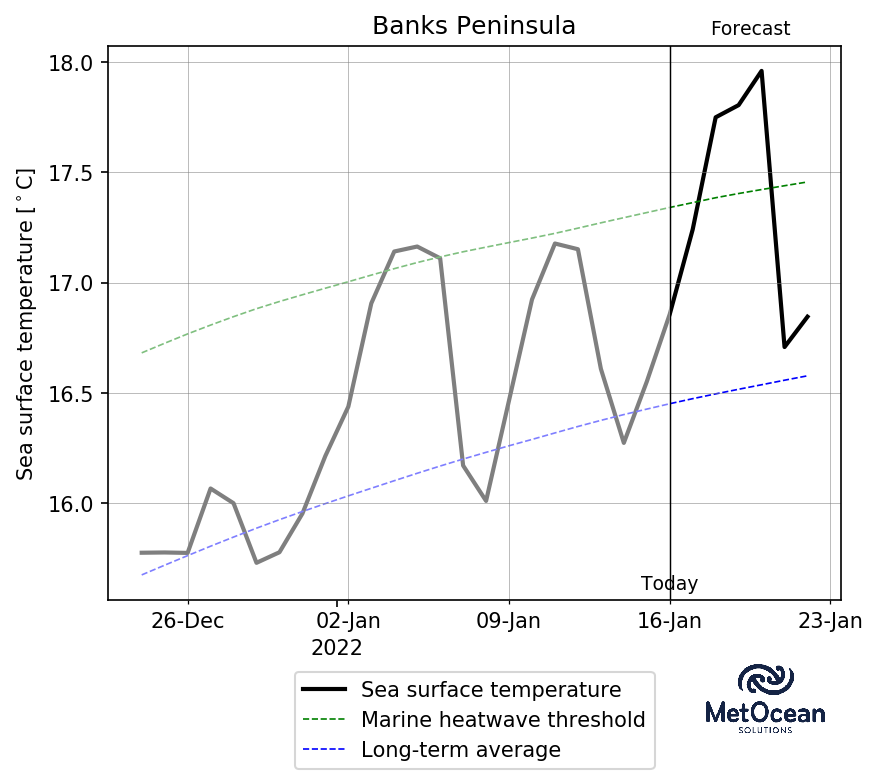 Banks Peninsula
Forecast
Sea surface temperature [°C]
18.0
17.5
17.0
16.5
16.0
Today
26-Dec
02-Jan
09-Jan
16-Jan
23-Jan
2022
Sea surface temperature
Marine heatwave threshold
Long-term average
MetOcean
SOLUTIONS